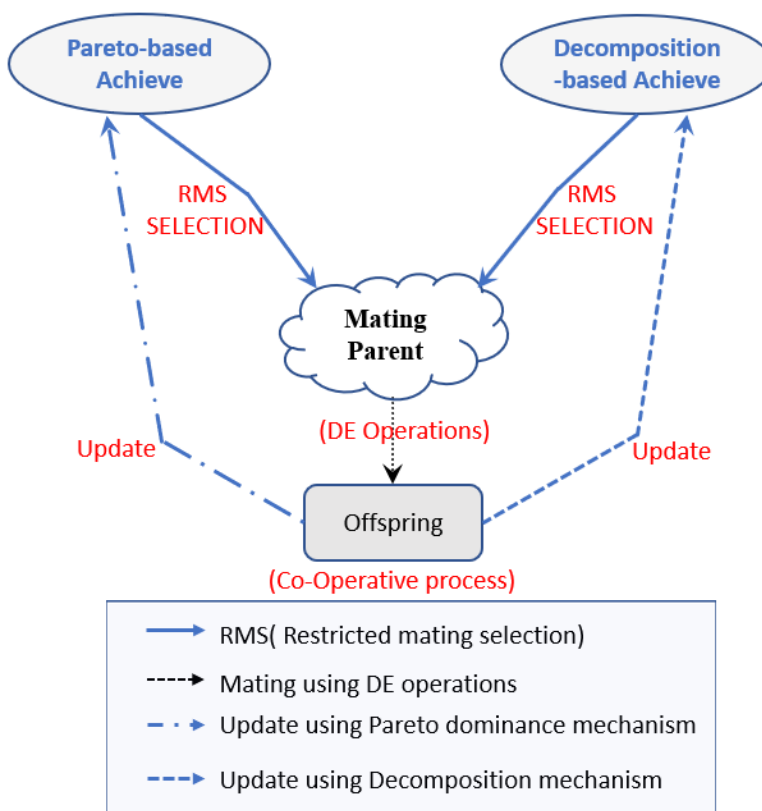 Pareto-based
Achieve
Decomposition
-based Achieve
RMS
SELECTION
RMS
SELECTION
Mating
Parent
(DE Operations)
Update
Update
Offspring
(Co-Operative process)
RMS( Restricted mating selection)
Mating using DE operations
Update using Pareto dominance mechanism
Update using Decomposition mechanism